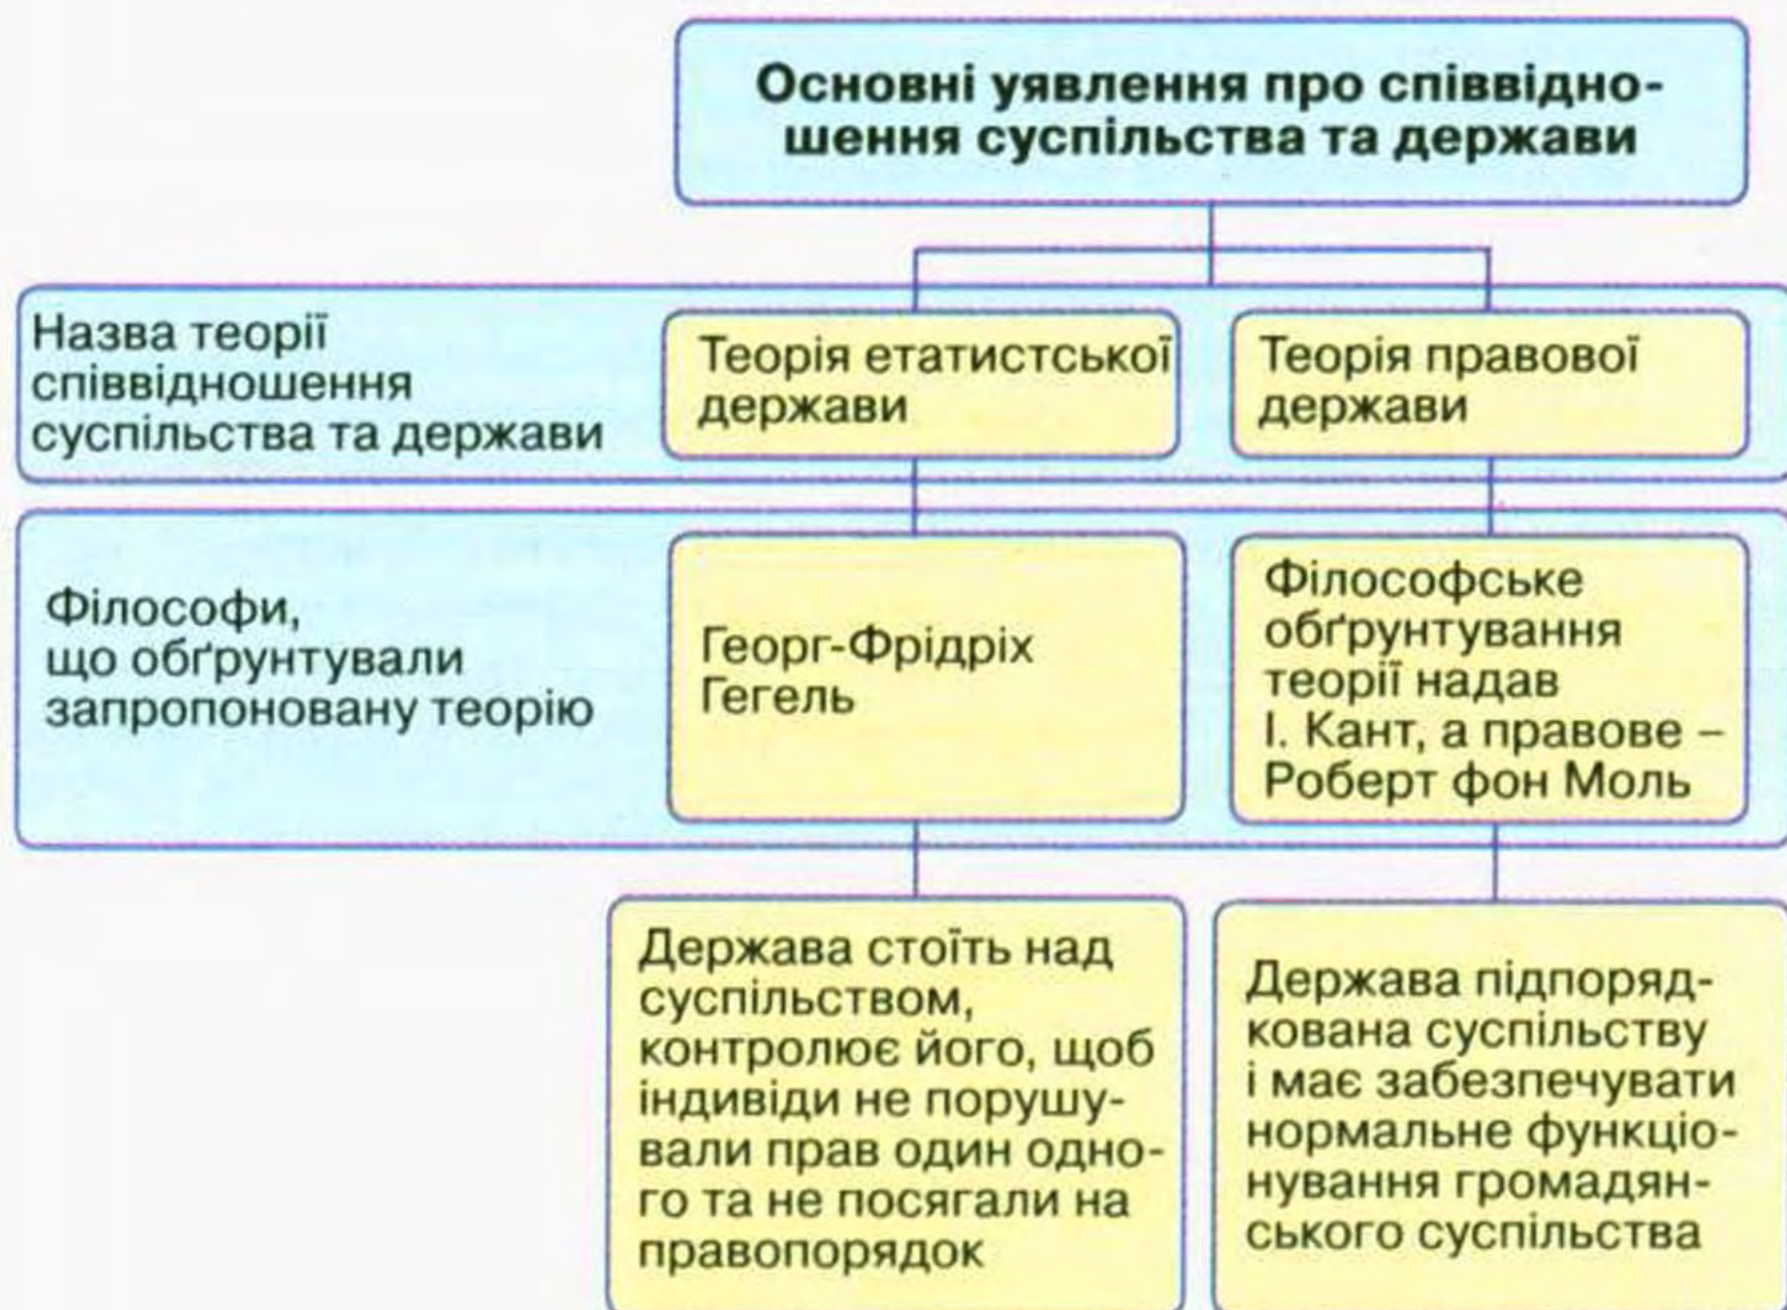 Основні уявлення про співвідно-
шення суспільства та держави
Назва теорії
співвідношення
суспільства та держави
Теорія етатистської
держави
Теорія правової
держави
Філософи,
що обґрунтували
запропоновану теорію
Георг-Фрідріх
Гегель
Філософське
обґрунтування
теорії надав
І. Кант, а правове –
Роберт фон Моль
Держава стоїть над
суспільством,
контролює його, щоб
індивіди не порушу-
вали прав один одно-
го та не посягали на
правопорядок
Держава підпоряд-
кована суспільству
і має забезпечувати
нормальне функціо-
нування громадян-
ського суспільства